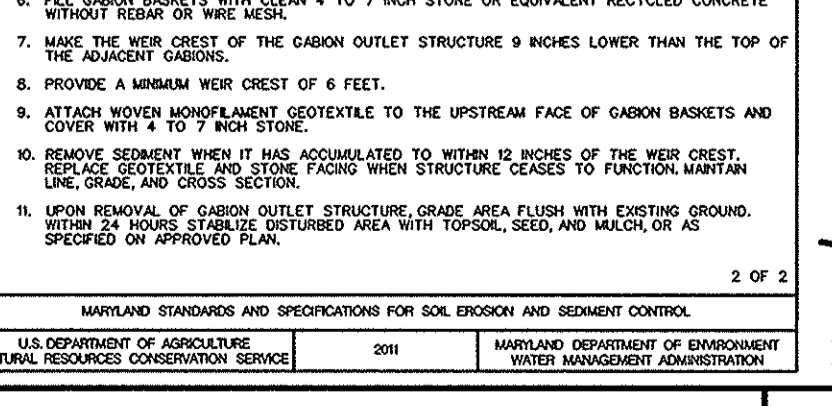 6. FILL GABION BASKETS WITH CLEAN 4 TO 7 INCH STONE OR EQUIVALENT RECYCLED CONCRETE
WITHOUT REBAR OR WIRE MESH.
7. MAKE THE WEIR CREST OF THE GABION OUTLET STRUCTURE 9 INCHES LOWER THAN THE TOP OF
THE ADJACENT GABIONS.
8. PROVIDE A MINIMUM WEIR CREST OF 6 FEET.
9. ATTACH WOVEN MONOFILAMENT GEOTEXTILE TO THE UPSTREAM FACE OF GABION BASKETS AND
COVER WITH 4 TO 7 INCH STONE.
10. REMOVE SEDIMENT WHEN IT HAS ACCUMULATED TO WITHIN 12 INCHES OF THE WEIR CREST.
REPLACE GEOTEXTILE AND STONE FACING WHEN STRUCTURE CEASES TO FUNCTION. MAINTAIN
LINE, GRADE, AND CROSS SECTION.
11. UPON REMOVAL OF GABION OUTLET STRUCTURE, GRADE AREA FLUSH WITH EXISTING GROUND.
WITHIN 24 HOURS STABILIZE DISTURBED AREA WITH TOPSOIL, SEED, AND MULCH, OR AS
SPECIFIED ON APPROVED PLAN.
2 OF 2
MARYLAND STANDARDS AND SPECIFICATIONS FOR SOIL EROSION AND SEDIMENT CONTROL
U.S. DEPARTMENT OF AGRICULTURE
TURAL RESOURCES CONSERVATION SERVICE
2011
MARYLAND DEPARTMENT OF ENVIRONMENT
WATER MANAGEMENT ADMINISTRATION